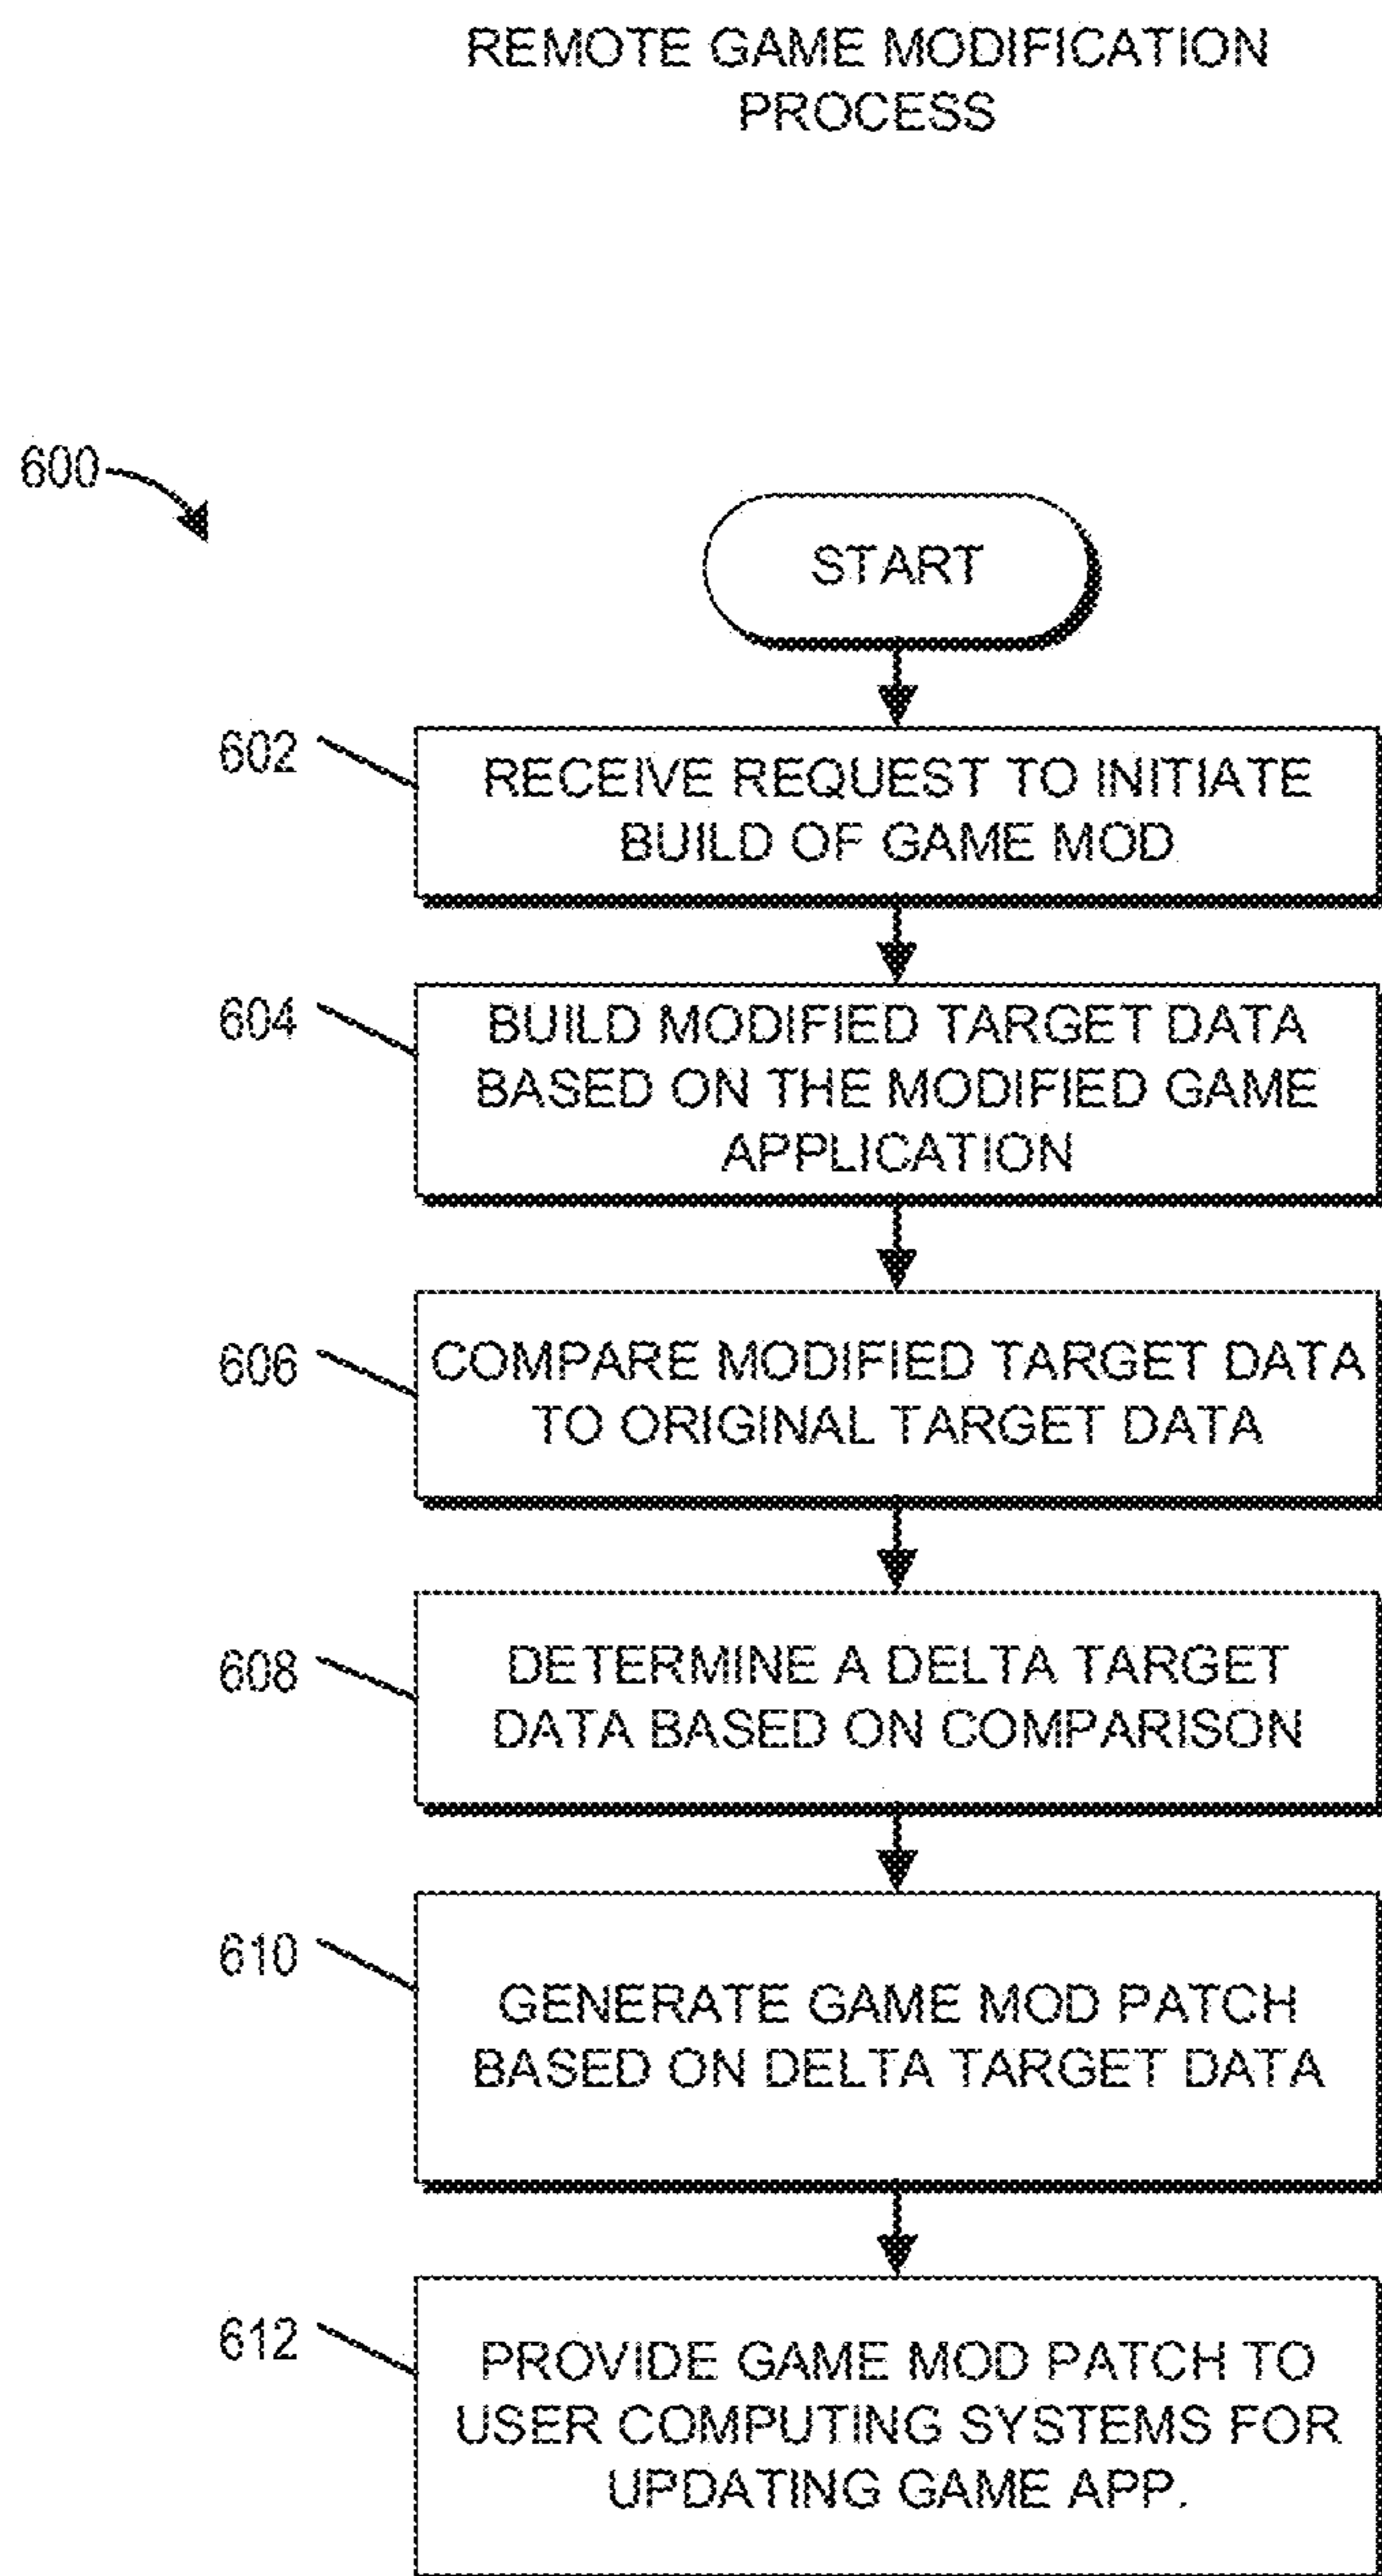 REMOTE GAME MODIFICATION
PROCESS
600
START
602
RECEIVE REQUEST TO INITIATE
BUILD OF GAME MOD
604
BUILD MODIFIED TARGET DATA
BASED ON THE MODIFIED GAME
APPLICATION
606
COMPARE MODIFIED TARGET DATA
TO ORIGINAL TARGET DATA
608
DETERMINE A DELTA TARGET
DATA BASED ON COMPARISON
610
GENERATE GAME MOD PATCH
BASED ON DELTA TARGET DATA
612
PROVIDE GAME MOD PATCH TO
USER COMPUTING SYSTEMS FOR
UPDATING GAME APP.